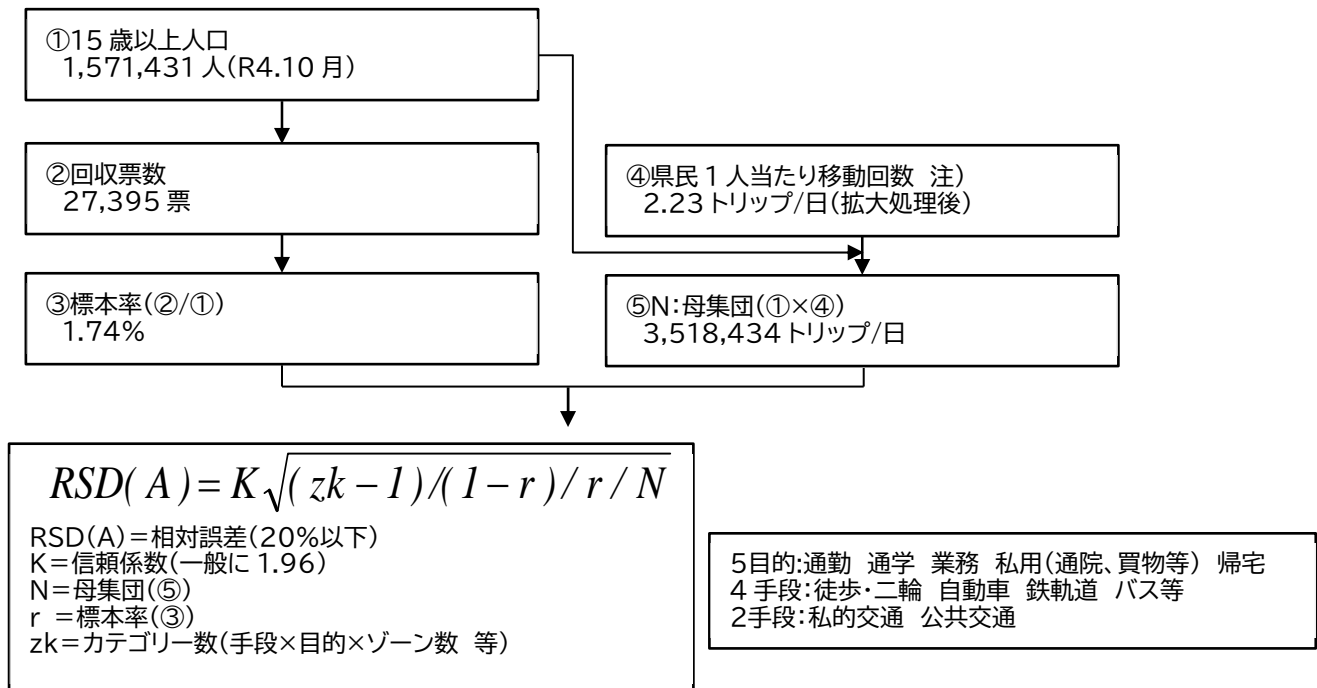 ①15歳以上人口
1,571,431人(R4.10月)
②回収票数
27,395票
③標本率(②/①)
1.74%
④県民1人当たり移動回数 注)
2.23トリップ/日(拡大処理後)
⑤N:母集団(①×④)
3,518,434トリップ/日
RSD(A)=K√(zk-1)/(1-r)/r/N
RSD(A)=相対誤差(20%以下)
K=信頼係数(一般に1.96)
N=母集団(⑤)
r =標本率(③)
zk=カテゴリー数(手段×目的×ゾーン数 等)
5目的:通勤 通学 業務 私用(通院、買物等) 帰宅
4手段:徒歩・二輪 自動車 鉄軌道 バス等
2手段:私的交通 公共交通